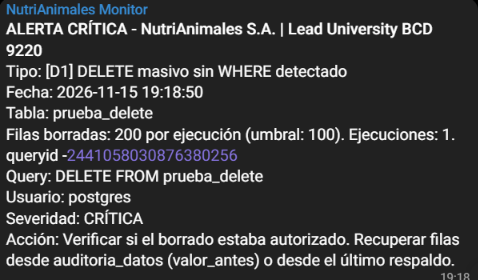 NutriAnimales Monitor
ALERTA CRÍTICA - NutriAnimales S.A. | Lead University BCD
9220
Tipo: [D1] DELETE masivo sin WHERE detectado
Fecha: 2026-11-15 19:18:50
Tabla: prueba_delete
Filas borradas: 200 por ejecución (umbral: 100). Ejecuciones: 1.
queryid -2441058030876380256
Query: DELETE FROM prueba_delete
Usuario: postgres
Severidad: CRÍTICA
Acción: Verificar si el borrado estaba autorizado. Recuperar filas
desde auditoria_datos (valor_antes) o desde el último respaldo.
19:18